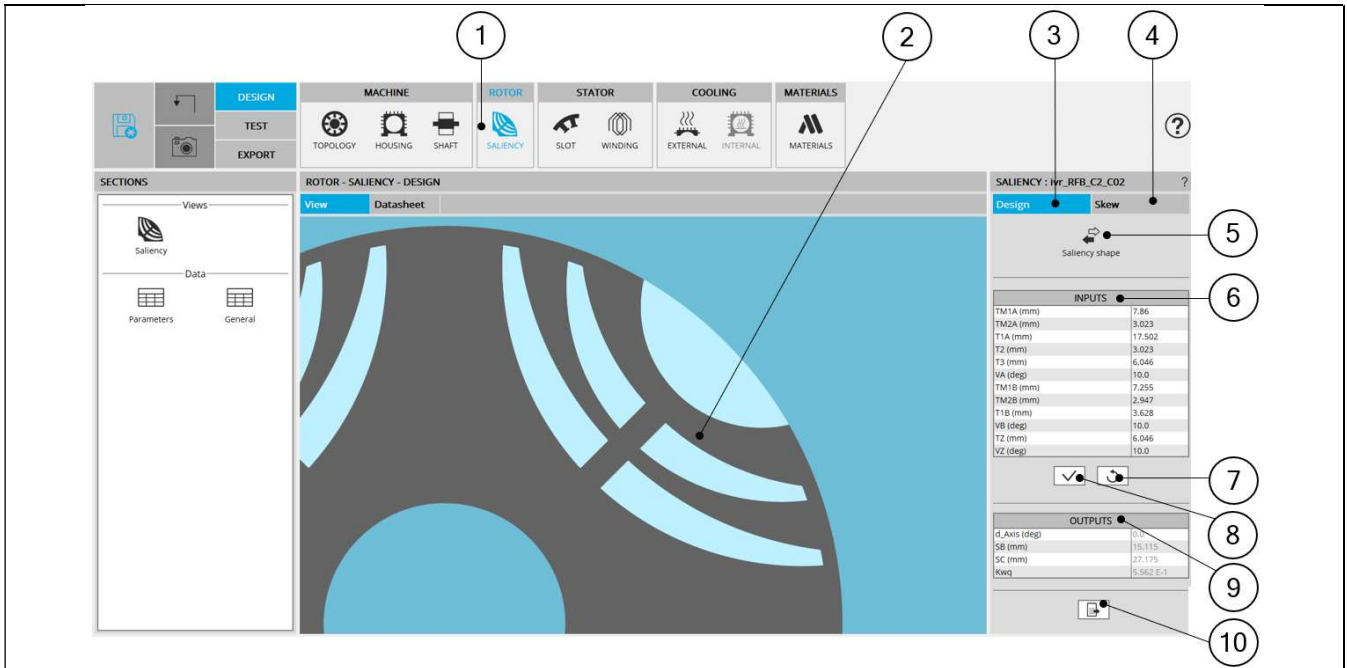 1
2
3
4
DESIGN
TEST
EXPORT
MACHINE
TOPOLOGY HOUSING SHAFT
ROTOR
SALIENCY
STATOR
SLOT WINDING
COOLING
EXTERNAL INTERNAL
MATERIALS
MATERIALS
?
SECTIONS
Views
Saliency
Data
Parameters General
ROTOR - SALIENCY - DESIGN
View Datasheet
SALIENCY : ivr_RFB_C2_C02 ?
Design Skew
Saliency shape
5
INPUTS
6
TM1A (mm) 7.86
TM2A (mm) 3.023
T1A (mm) 17.502
T2 (mm) 3.023
T3 (mm) 6.046
VA (deg) 10.0
TM1B (mm) 7.255
TM2B (mm) 2.947
T1B (mm) 3.628
VB (deg) 10.0
TZ (mm) 6.046
VZ (deg) 10.0
7
8
OUTPUTS
d_Axis (deg) 0.0
SB (mm) 15.115
SC (mm) 27.175
Kwq 5.562 E-1
9
10